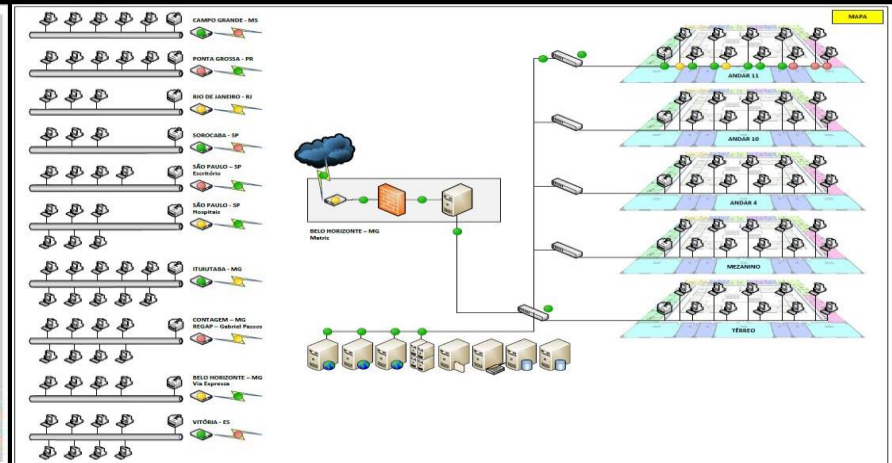 CAMPO GRANDE - MS
PONTA GROSSA - PR
RIO DE JANEIRO - RJ
SOROCABA - SP
SÃO PAULO – SP
Escritório
SÃO PAULO - SP
Hospitais
ITUIUTABA - MG
CONTAGEM – MG
REGAP – Gabriel Passos
BELO HORIZONTE – MG
Via Expressa
VITÓRIA - ES
BELO HORIZONTE – MG
Matriz
MAPA
ANDAR 11
ANDAR 10
ANDAR 4
MEZANINO
TÉRREO